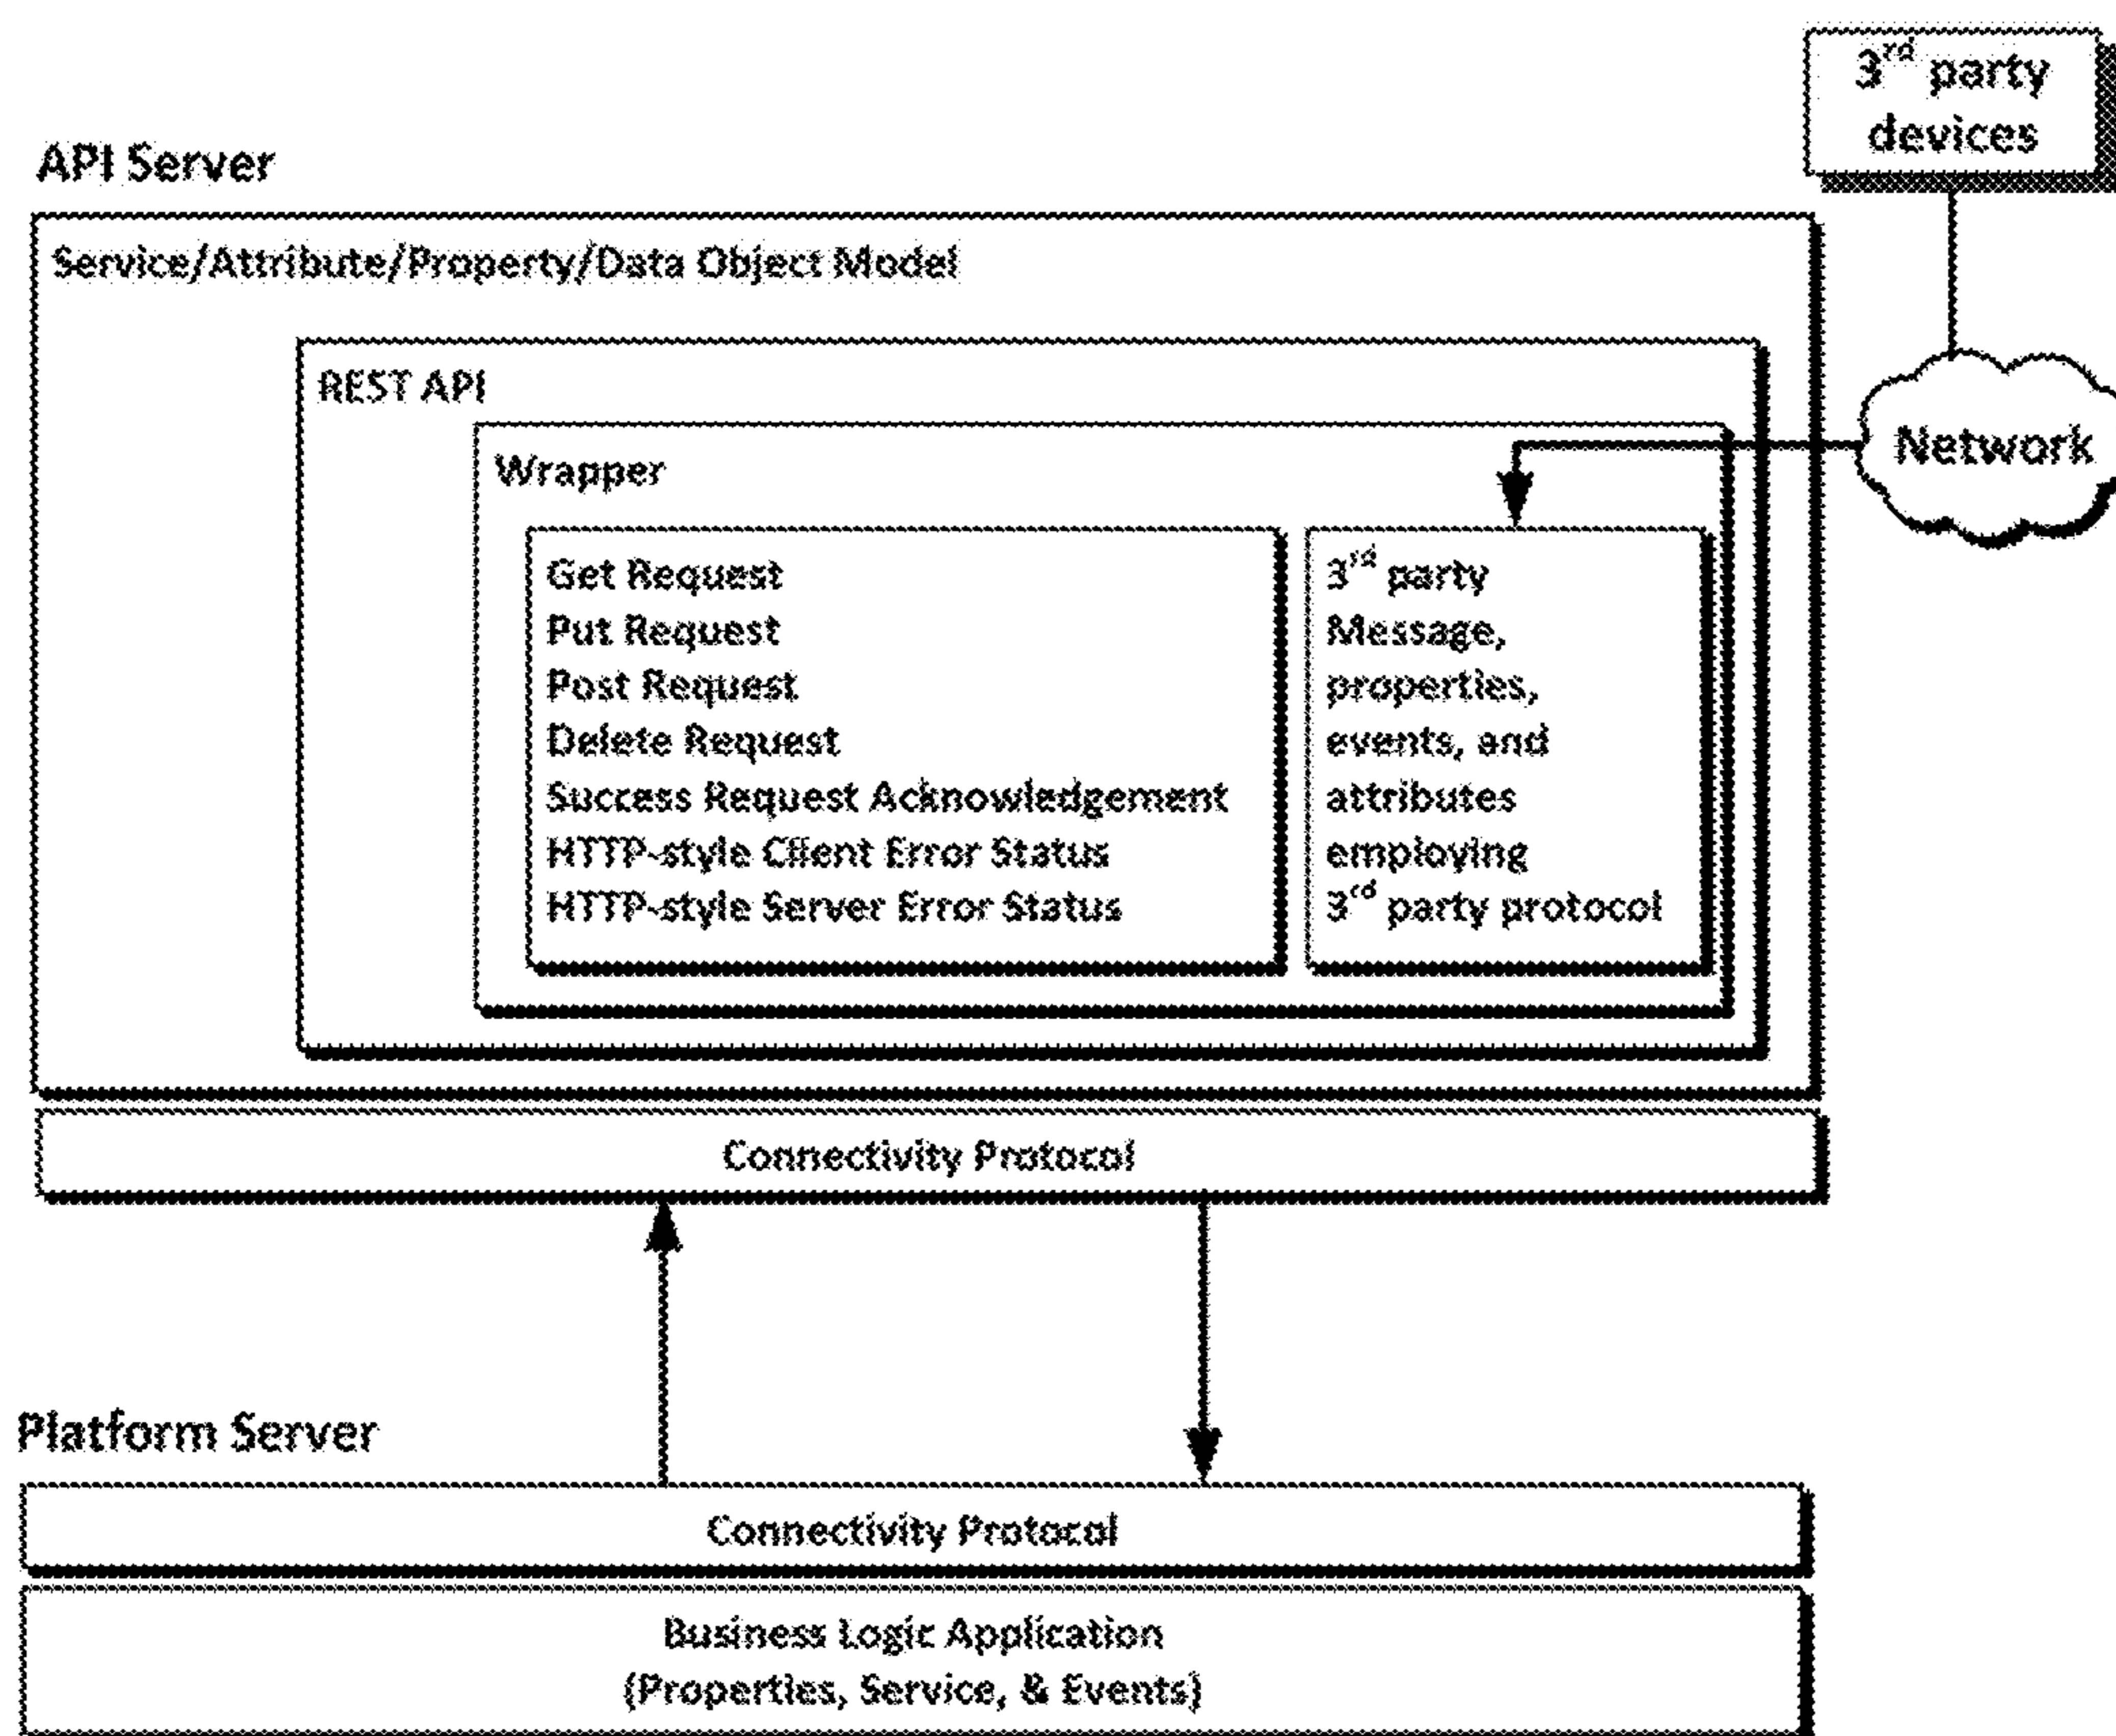 3rd party
devices
API Server
Service/Attribute/Property/Data Object Model
REST API
Network
Wrapper
Get Request
Put Request
Post Request
Delete Request
Success Request Acknowledgement
HTTP-style Client Error Status
HTTP-style Server Error Status
3rd party
Message,
properties,
events, and
attributes
employing
3rd party protocol
Connectivity Protocol
Platform Server
Connectivity Protocol
Business Logic Application
(Properties, Service, & Events)